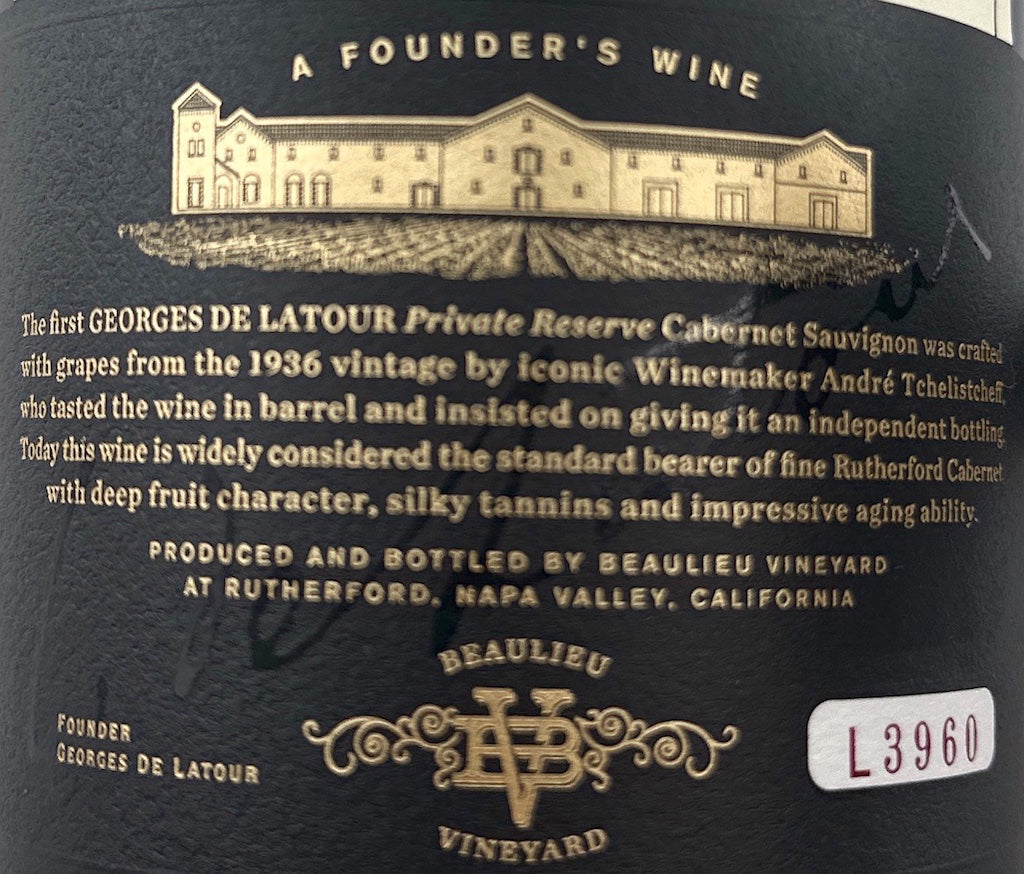 A FOUNDER'S WINE
The first GEORGES DE LATOUR Private Reserve Cabernet Sauvignon was crafted
with grapes from the 1936 vintage by iconic Winemaker André Tchelistcheff,
who tasted the wine in barrel and insisted on giving it an independent bottling.
Today this wine is widely considered the standard bearer of fine Rutherford Cabernet
with deep fruit character, silky tannins and impressive aging ability.
PRODUCED AND BOTTLED BY BEAULIEU VINEYARD
AT RUTHERFORD, NAPA VALLEY, CALIFORNIA
BEAULIEU
BV
VINEYARD
FOUNDER
GEORGES DE LATOUR
L3960